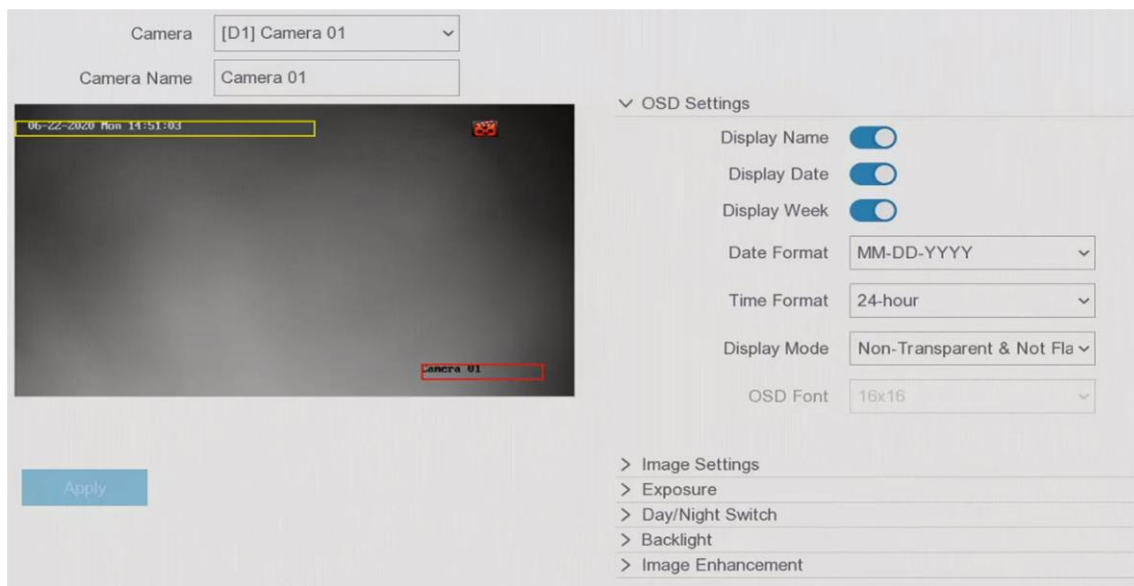 Camera [D1] Camera 01
Camera Name Camera 01
06-22-2020 Mon 14:51:03
Camera 01
Apply
OSD Settings
Display Name
Display Date
Display Week
Date Format MM-DD-YYYY
Time Format 24-hour
Display Mode Non-Transparent & Not Fla
OSD Font 16x16
Image Settings
Exposure
Day/Night Switch
Backlight
Image Enhancement